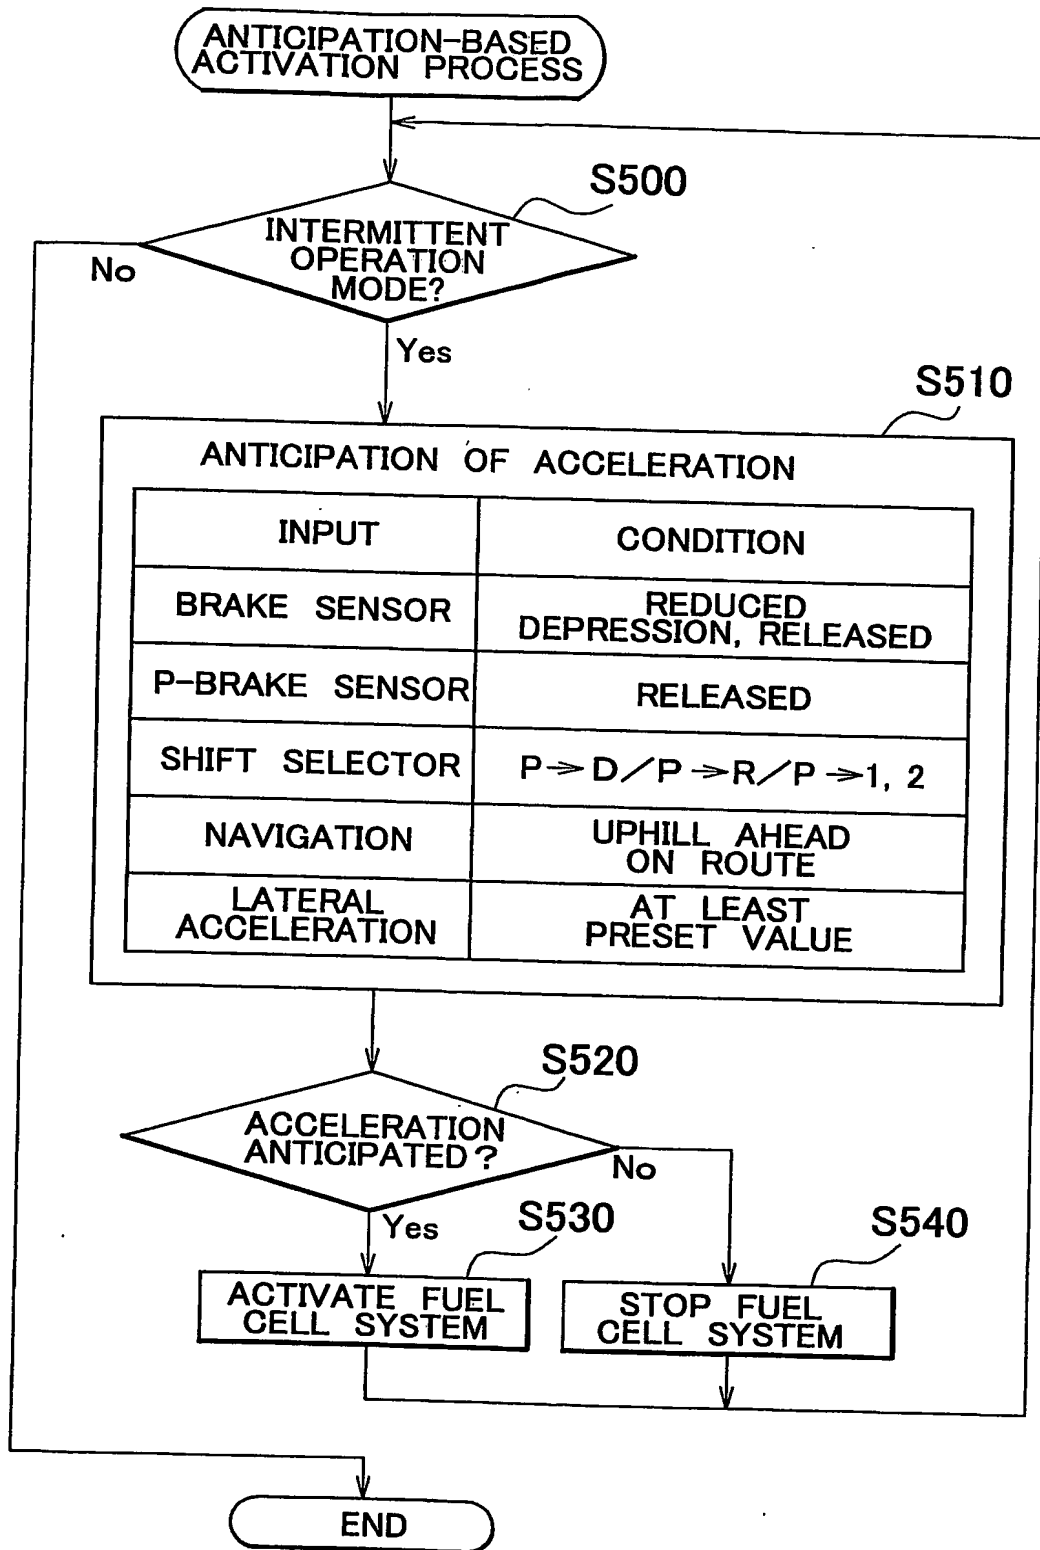 ANTICIPATION-BASED
ACTIVATION PROCESS
S500
INTERMITTENT
OPERATION
MODE?
No
Yes
S510
ANTICIPATION OF ACCELERATION
INPUT
CONDITION
BRAKE SENSOR
REDUCED
DEPRESSION, RELEASED
P-BRAKE SENSOR
RELEASED
SHIFT SELECTOR
P→D/P→R/P→1, 2
NAVIGATION
UPHILL AHEAD
ON ROUTE
LATERAL
ACCELERATION
AT LEAST
PRESET VALUE
S520
ACCELERATION
ANTICIPATED?
No
Yes
S530
S540
ACTIVATE FUEL
CELL SYSTEM
STOP FUEL
CELL SYSTEM
END